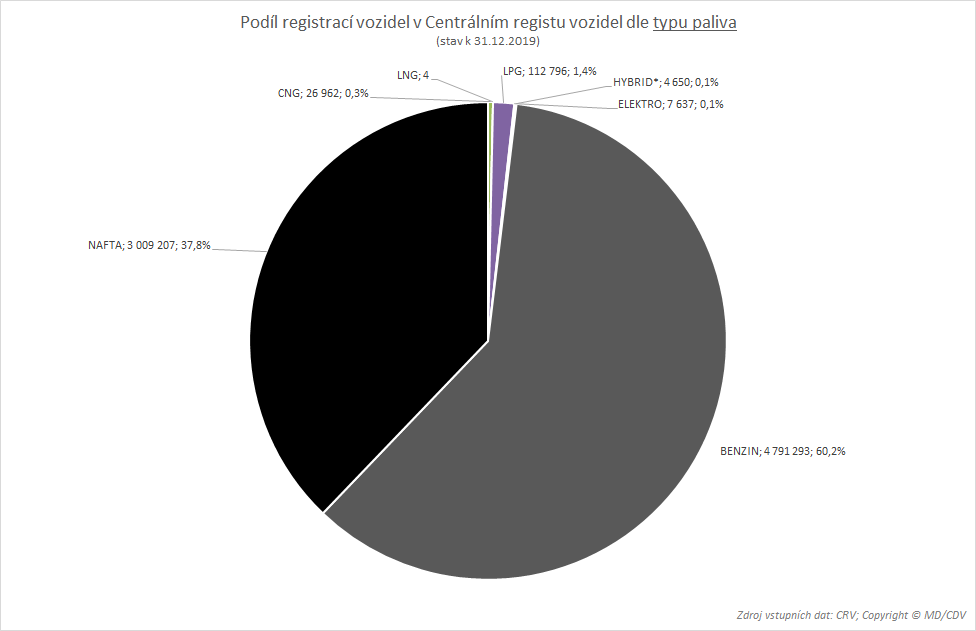 Podíl registrací vozidel v Centrálním registu vozidel dle typu paliva
(stav k 31.12.2019)
LNG; 4
LPG; 112 796; 1,4%
HYBRID*; 4 650; 0,1%
CNG; 26 962; 0,3%
ELEKTRO; 7 637; 0,1%
NAFTA; 3 009 207; 37,8%
BENZIN; 4 791 293; 60,2%
Zdroj vstupních dat: CRV; Copyright © MD/CDV